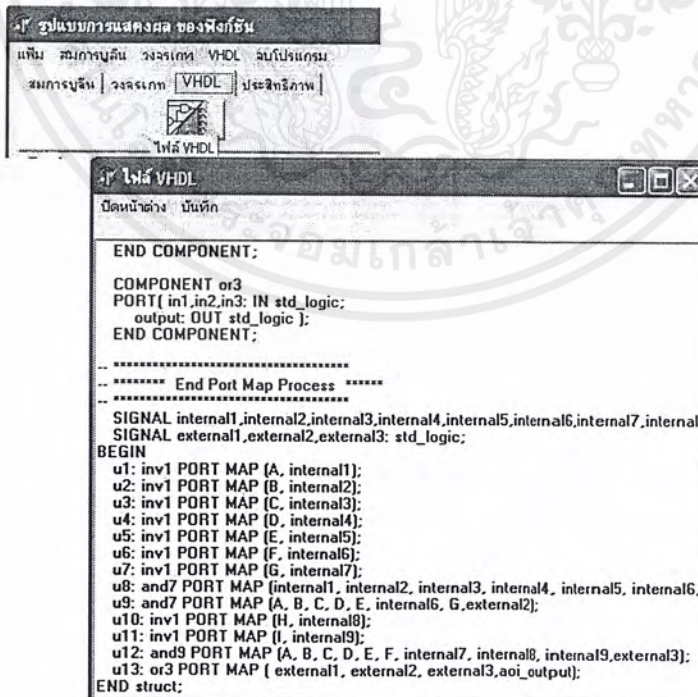 รูปแบบการแสดงผล ของฟังก์ชัน
แฟ้ม สมการบูลีน วงจรเกท VHDL จบโปรแกรม
สมการบูลีน วงจรเกท VHDL ประสิทธิภาพ
ไฟล์ VHDL
ไฟล์ VHDL
ปิดหน้าต่าง บันทึก
END COMPONENT;
COMPONENT or3
PORT( in1,in2,in3: IN std_logic;
output: OUT std_logic );
END COMPONENT;
-- **********************************
-- ******** End Port Map Process ******
-- **********************************
SIGNAL internal1,internal2,internal3,internal4,internal5,internal6,internal7,internal
SIGNAL external1,external2,external3: std_logic;
BEGIN
u1: inv1 PORT MAP (A, internal1);
u2: inv1 PORT MAP (B, internal2);
u3: inv1 PORT MAP (C, internal3);
u4: inv1 PORT MAP (D, internal4);
u5: inv1 PORT MAP (E, internal5);
u6: inv1 PORT MAP (F, internal6);
u7: inv1 PORT MAP (G, internal7);
u8: and7 PORT MAP (internal1, internal2, internal3, internal4, internal5, internal6,
u9: and7 PORT MAP (A, B, C, D, E, internal6, G,external2);
u10: inv1 PORT MAP (H, internal8);
u11: inv1 PORT MAP (I, internal9);
u12: and9 PORT MAP (A, B, C, D, E, F, internal7, internal8, internal9,external3);
u13: or3 PORT MAP ( external1, external2, external3,aoi_output);
END struct;